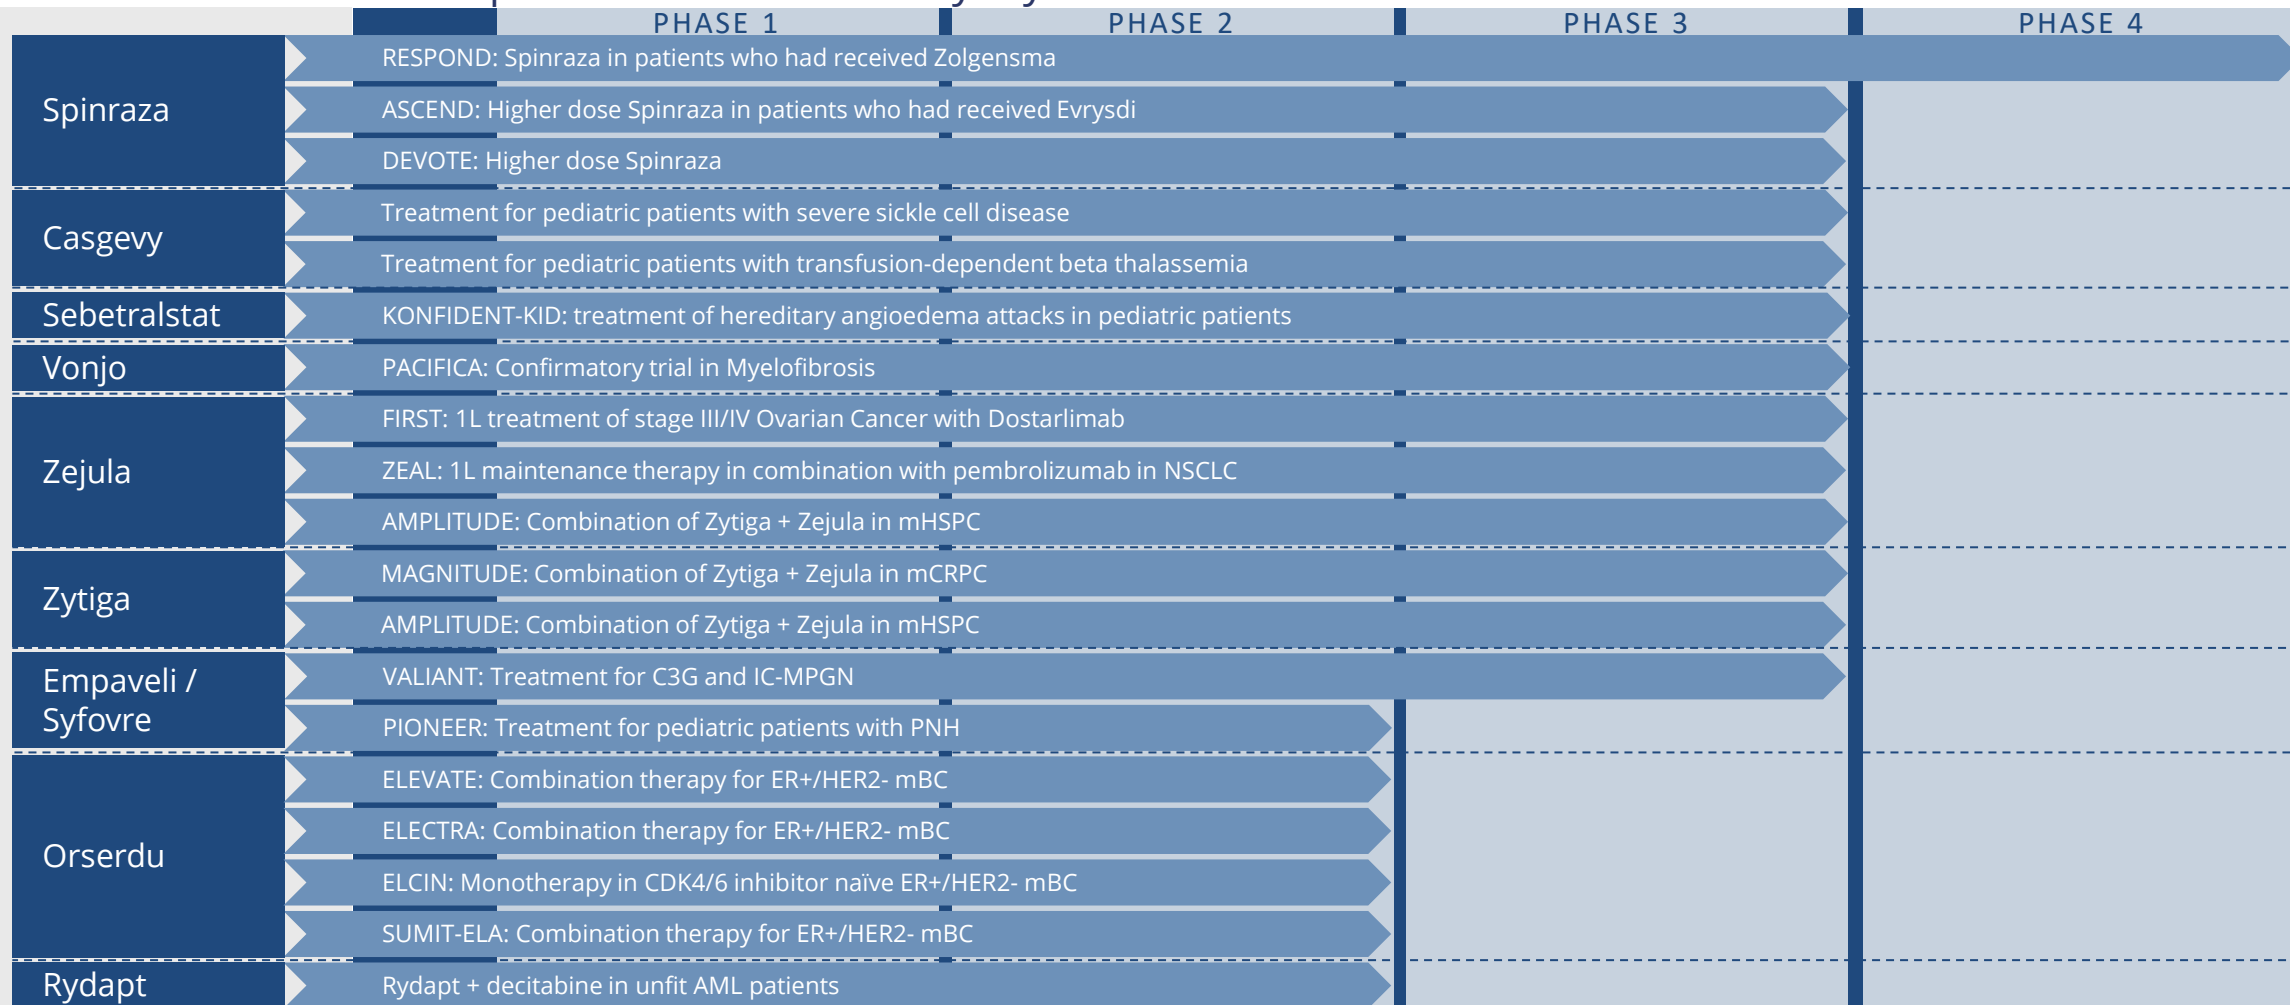 PHASE 1 PHASE 2 PHASE 3 PHASE 4
Spinraza
RESPOND: Spinraza in patients who had received Zolgensma
ASCEND: Higher dose Spinraza in patients who had received Evrysdi
DEVOTE: Higher dose Spinraza
Casgevy
Treatment for pediatric patients with severe sickle cell disease
Treatment for pediatric patients with transfusion-dependent beta thalassemia
Sebetralstat
KONFIDENT-KID: treatment of hereditary angioedema attacks in pediatric patients
Vonjo
PACIFICA: Confirmatory trial in Myelofibrosis
Zejula
FIRST: 1L treatment of stage III/IV Ovarian Cancer with Dostarlimab
ZEAL: 1L maintenance therapy in combination with pembrolizumab in NSCLC
AMPLITUDE: Combination of Zytiga + Zejula in mHSPC
Zytiga
MAGNITUDE: Combination of Zytiga + Zejula in mCRPC
AMPLITUDE: Combination of Zytiga + Zejula in mHSPC
Empaveli /
Syfovre
VALIANT: Treatment for C3G and IC-MPGN
PIONEER: Treatment for pediatric patients with PNH
Orserdu
ELEVATE: Combination therapy for ER+/HER2- mBC
ELECTRA: Combination therapy for ER+/HER2- mBC
ELCIN: Monotherapy in CDK4/6 inhibitor naïve ER+/HER2- mBC
SUMIT-ELA: Combination therapy for ER+/HER2- mBC
Rydapt
Rydapt + decitabine in unfit AML patients